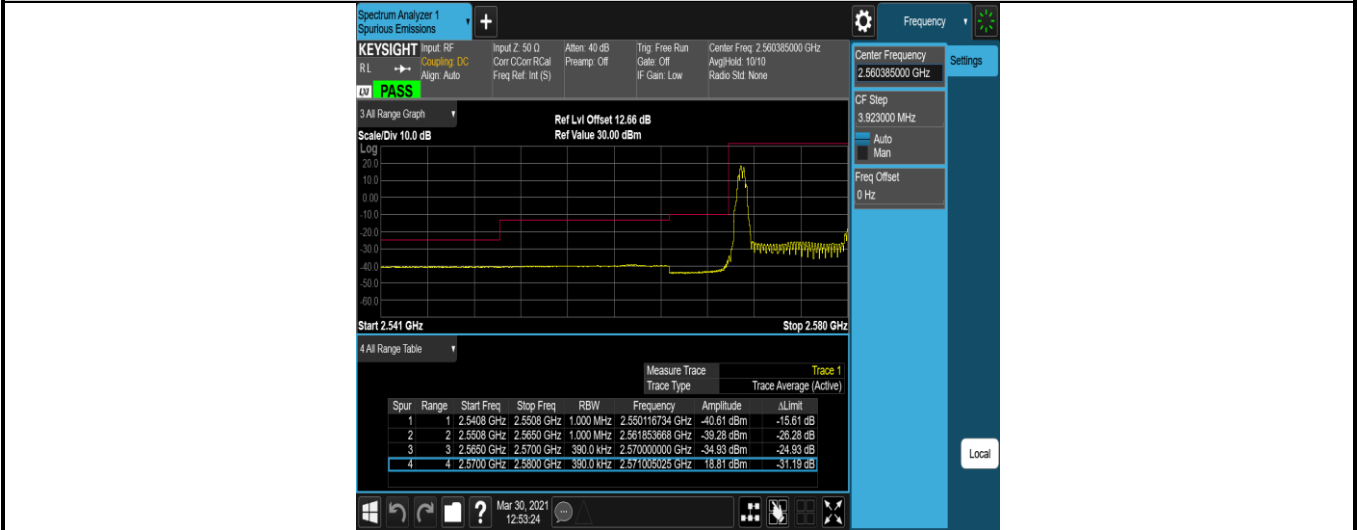 Spectrum Analyzer 1
Spurious Emissions
Frequency
KEYSIGHT
Input: RF
Coupling: DC
Align: Auto
RL
Input Z: 50 Ω
Corr CCorr RCal
Freq Ref: Int (S)
Atten: 40 dB
Preamp: Off
Trig: Free Run
Gate: Off
IF Gain: Low
Center Freq: 2.560385000 GHz
Avg|Hold: 10/10
Radio Std: None
PASS
Center Frequency
2.560385000 GHz
Settings
CF Step
3.923000 MHz
Auto
Man
Freq Offset
0 Hz
Local
3 All Range Graph
Ref Lvl Offset 12.66 dB
Scale/Div 10.0 dB
Ref Value 30.00 dBm
Log
20.0
10.0
0.00
-10.0
-20.0
-30.0
-40.0
-50.0
-60.0
Start 2.541 GHz
Stop 2.580 GHz
4 All Range Table
Measure Trace Trace 1
Trace Type Trace Average (Active)
Spur Range Start Freq Stop Freq RBW Frequency Amplitude ΔLimit
1 1 2.5408 GHz 2.5508 GHz 1.000 MHz 2.550116734 GHz -40.61 dBm -15.61 dB
2 2 2.5508 GHz 2.5650 GHz 1.000 MHz 2.561853668 GHz -39.28 dBm -26.28 dB
3 3 2.5650 GHz 2.5700 GHz 390.0 kHz 2.570000000 GHz -34.93 dBm -24.93 dB
4 4 2.5700 GHz 2.5800 GHz 390.0 kHz 2.571005025 GHz 18.81 dBm -31.19 dB
Mar 30, 2021
12:53:24